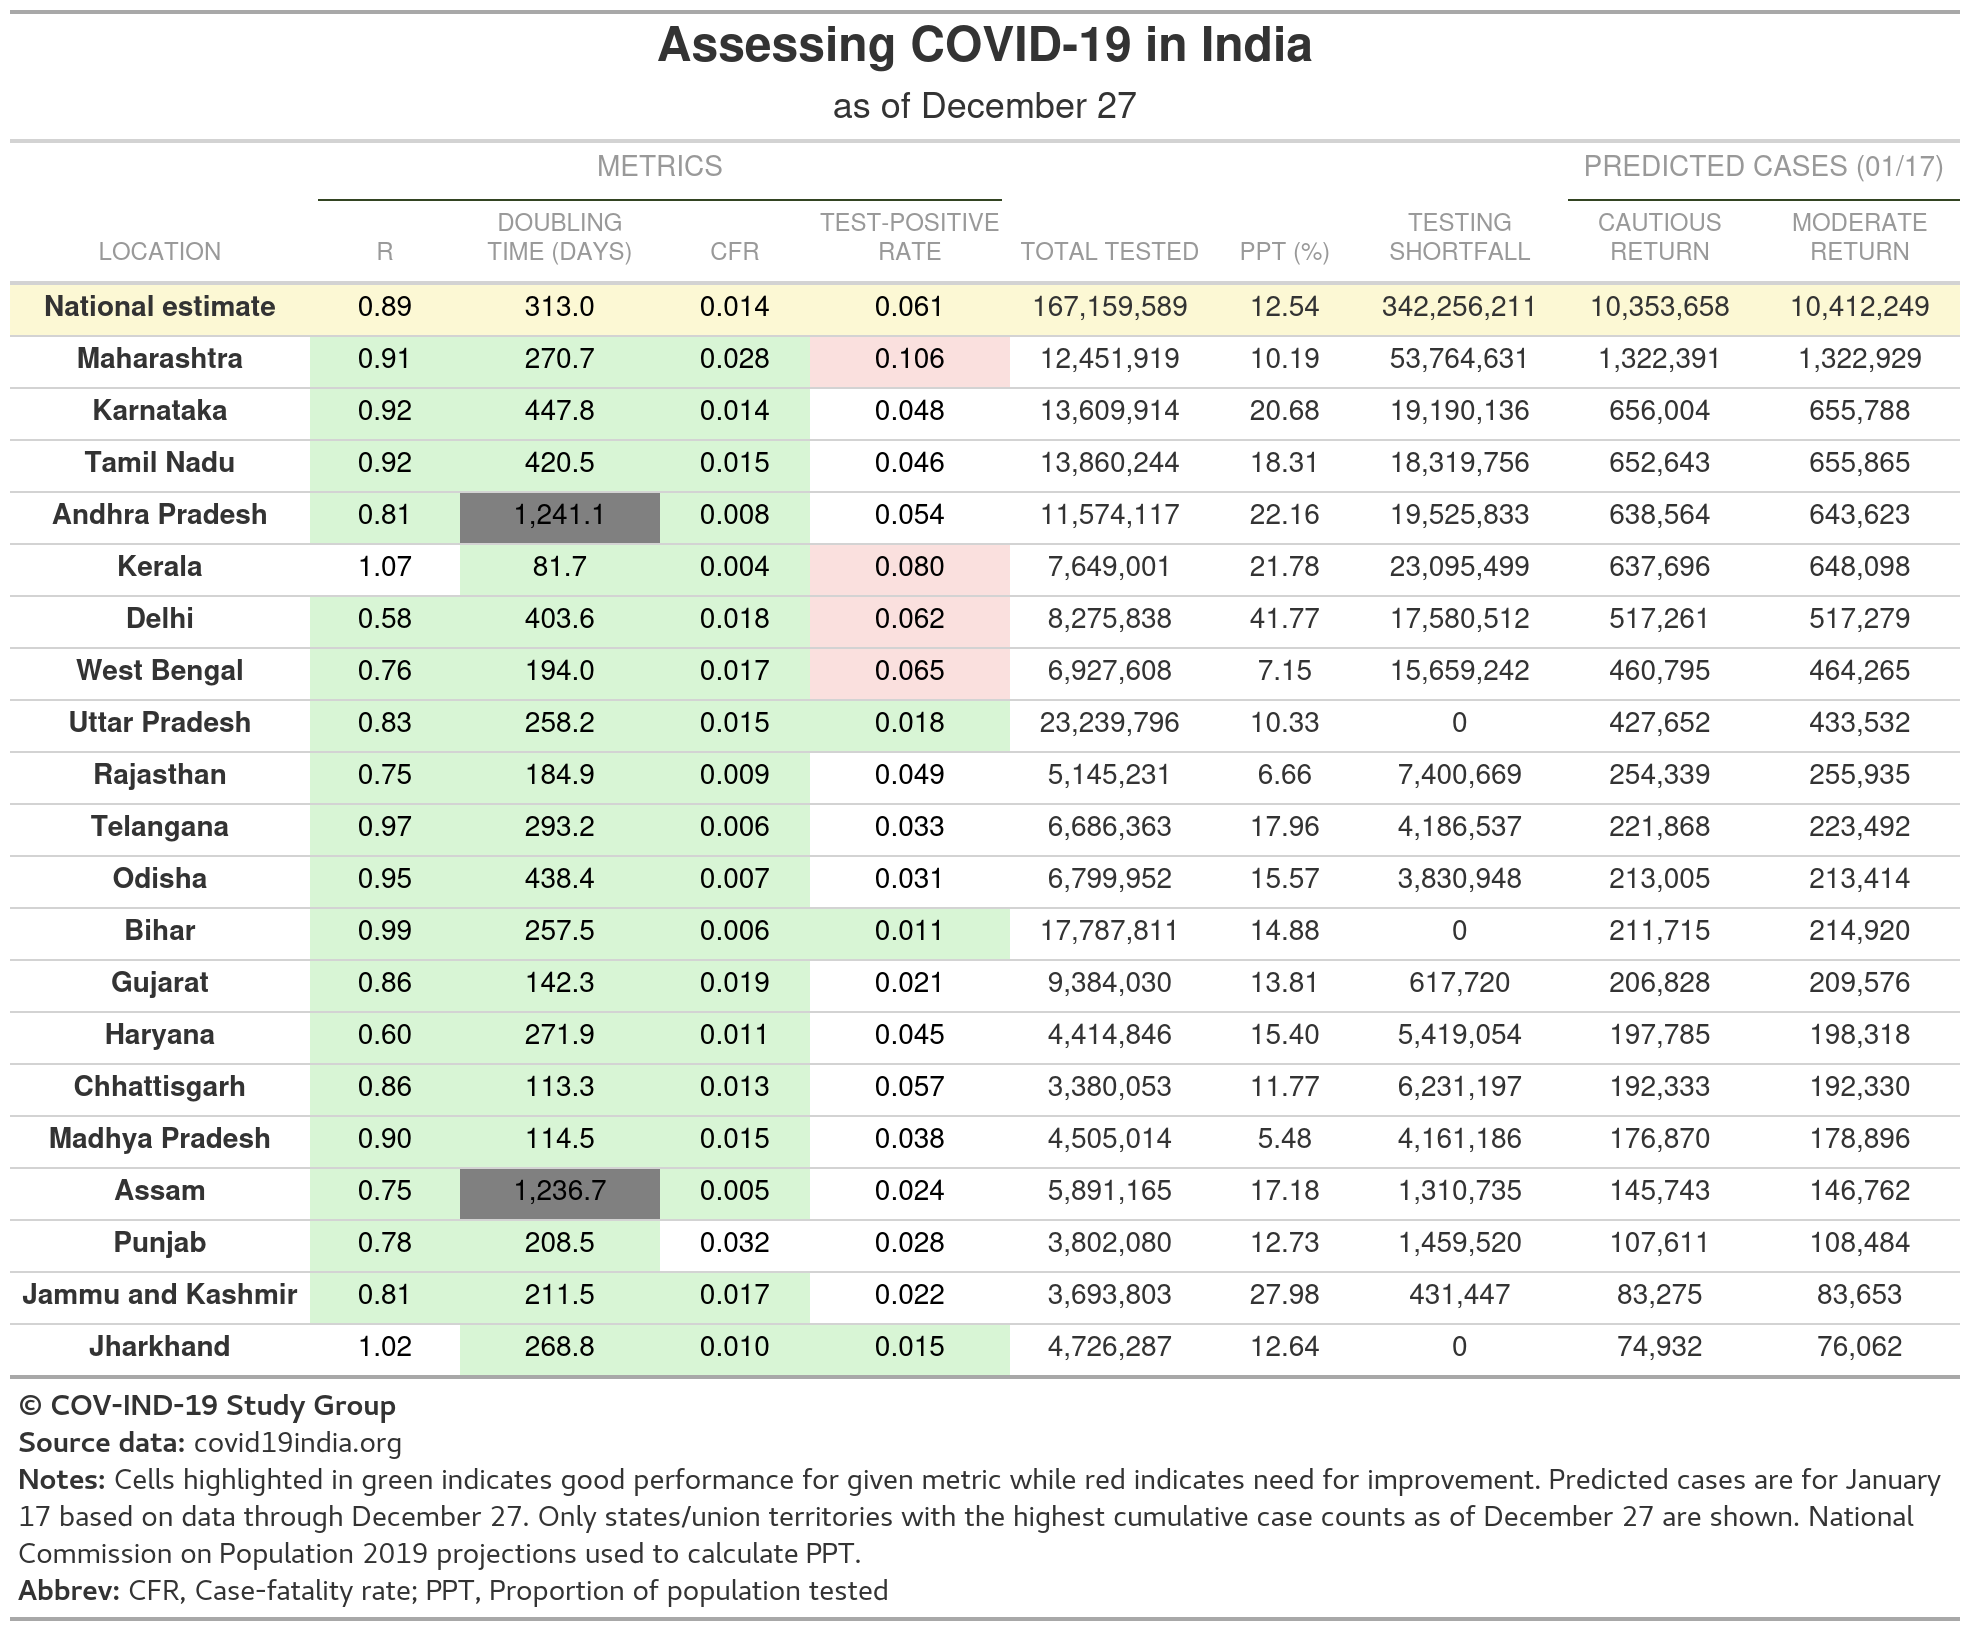 Assessing COVID-19 in India
as of December 27
METRICS PREDICTED CASES (01/17)
LOCATION R DOUBLING TIME (DAYS) CFR TEST-POSITIVE RATE TOTAL TESTED PPT (%) TESTING SHORTFALL CAUTIOUS RETURN MODERATE RETURN
National estimate 0.89 313.0 0.014 0.061 167,159,589 12.54 342,256,211 10,353,658 10,412,249
Maharashtra 0.91 270.7 0.028 0.106 12,451,919 10.19 53,764,631 1,322,391 1,322,929
Karnataka 0.92 447.8 0.014 0.048 13,609,914 20.68 19,190,136 656,004 655,788
Tamil Nadu 0.92 420.5 0.015 0.046 13,860,244 18.31 18,319,756 652,643 655,865
Andhra Pradesh 0.81 1,241.1 0.008 0.054 11,574,117 22.16 19,525,833 638,564 643,623
Kerala 1.07 81.7 0.004 0.080 7,649,001 21.78 23,095,499 637,696 648,098
Delhi 0.58 403.6 0.018 0.062 8,275,838 41.77 17,580,512 517,261 517,279
West Bengal 0.76 194.0 0.017 0.065 6,927,608 7.15 15,659,242 460,795 464,265
Uttar Pradesh 0.83 258.2 0.015 0.018 23,239,796 10.33 0 427,652 433,532
Rajasthan 0.75 184.9 0.009 0.049 5,145,231 6.66 7,400,669 254,339 255,935
Telangana 0.97 293.2 0.006 0.033 6,686,363 17.96 4,186,537 221,868 223,492
Odisha 0.95 438.4 0.007 0.031 6,799,952 15.57 3,830,948 213,005 213,414
Bihar 0.99 257.5 0.006 0.011 17,787,811 14.88 0 211,715 214,920
Gujarat 0.86 142.3 0.019 0.021 9,384,030 13.81 617,720 206,828 209,576
Haryana 0.60 271.9 0.011 0.045 4,414,846 15.40 5,419,054 197,785 198,318
Chhattisgarh 0.86 113.3 0.013 0.057 3,380,053 11.77 6,231,197 192,333 192,330
Madhya Pradesh 0.90 114.5 0.015 0.038 4,505,014 5.48 4,161,186 176,870 178,896
Assam 0.75 1,236.7 0.005 0.024 5,891,165 17.18 1,310,735 145,743 146,762
Punjab 0.78 208.5 0.032 0.028 3,802,080 12.73 1,459,520 107,611 108,484
Jammu and Kashmir 0.81 211.5 0.017 0.022 3,693,803 27.98 431,447 83,275 83,653
Jharkhand 1.02 268.8 0.010 0.015 4,726,287 12.64 0 74,932 76,062
© COV-IND-19 Study Group
Source data: covid19india.org
Notes: Cells highlighted in green indicates good performance for given metric while red indicates need for improvement. Predicted cases are for January
17 based on data through December 27. Only states/union territories with the highest cumulative case counts as of December 27 are shown. National
Commission on Population 2019 projections used to calculate PPT.
Abbrev: CFR, Case-fatality rate; PPT, Proportion of population tested